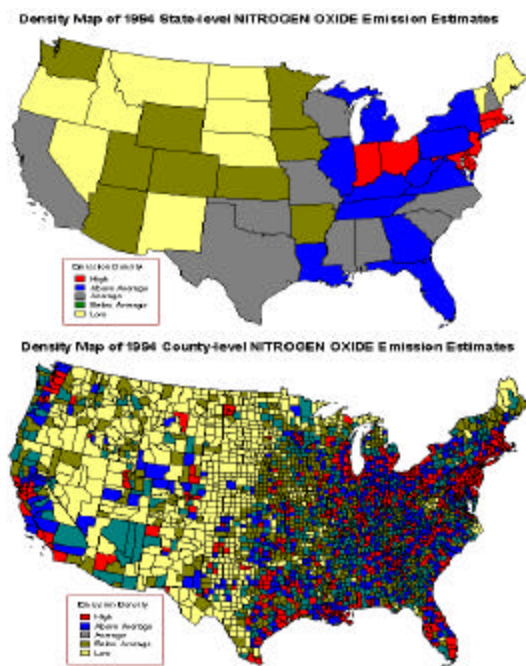 Density Map of 1994 State-level NITROGEN OXIDE Emission Estimates
Emission Density
High
Above Average
Average
Below Average
Low
Density Map of 1994 County-level NITROGEN OXIDE Emission Estimates
Emission Density
High
Above Average
Average
Below Average
Low